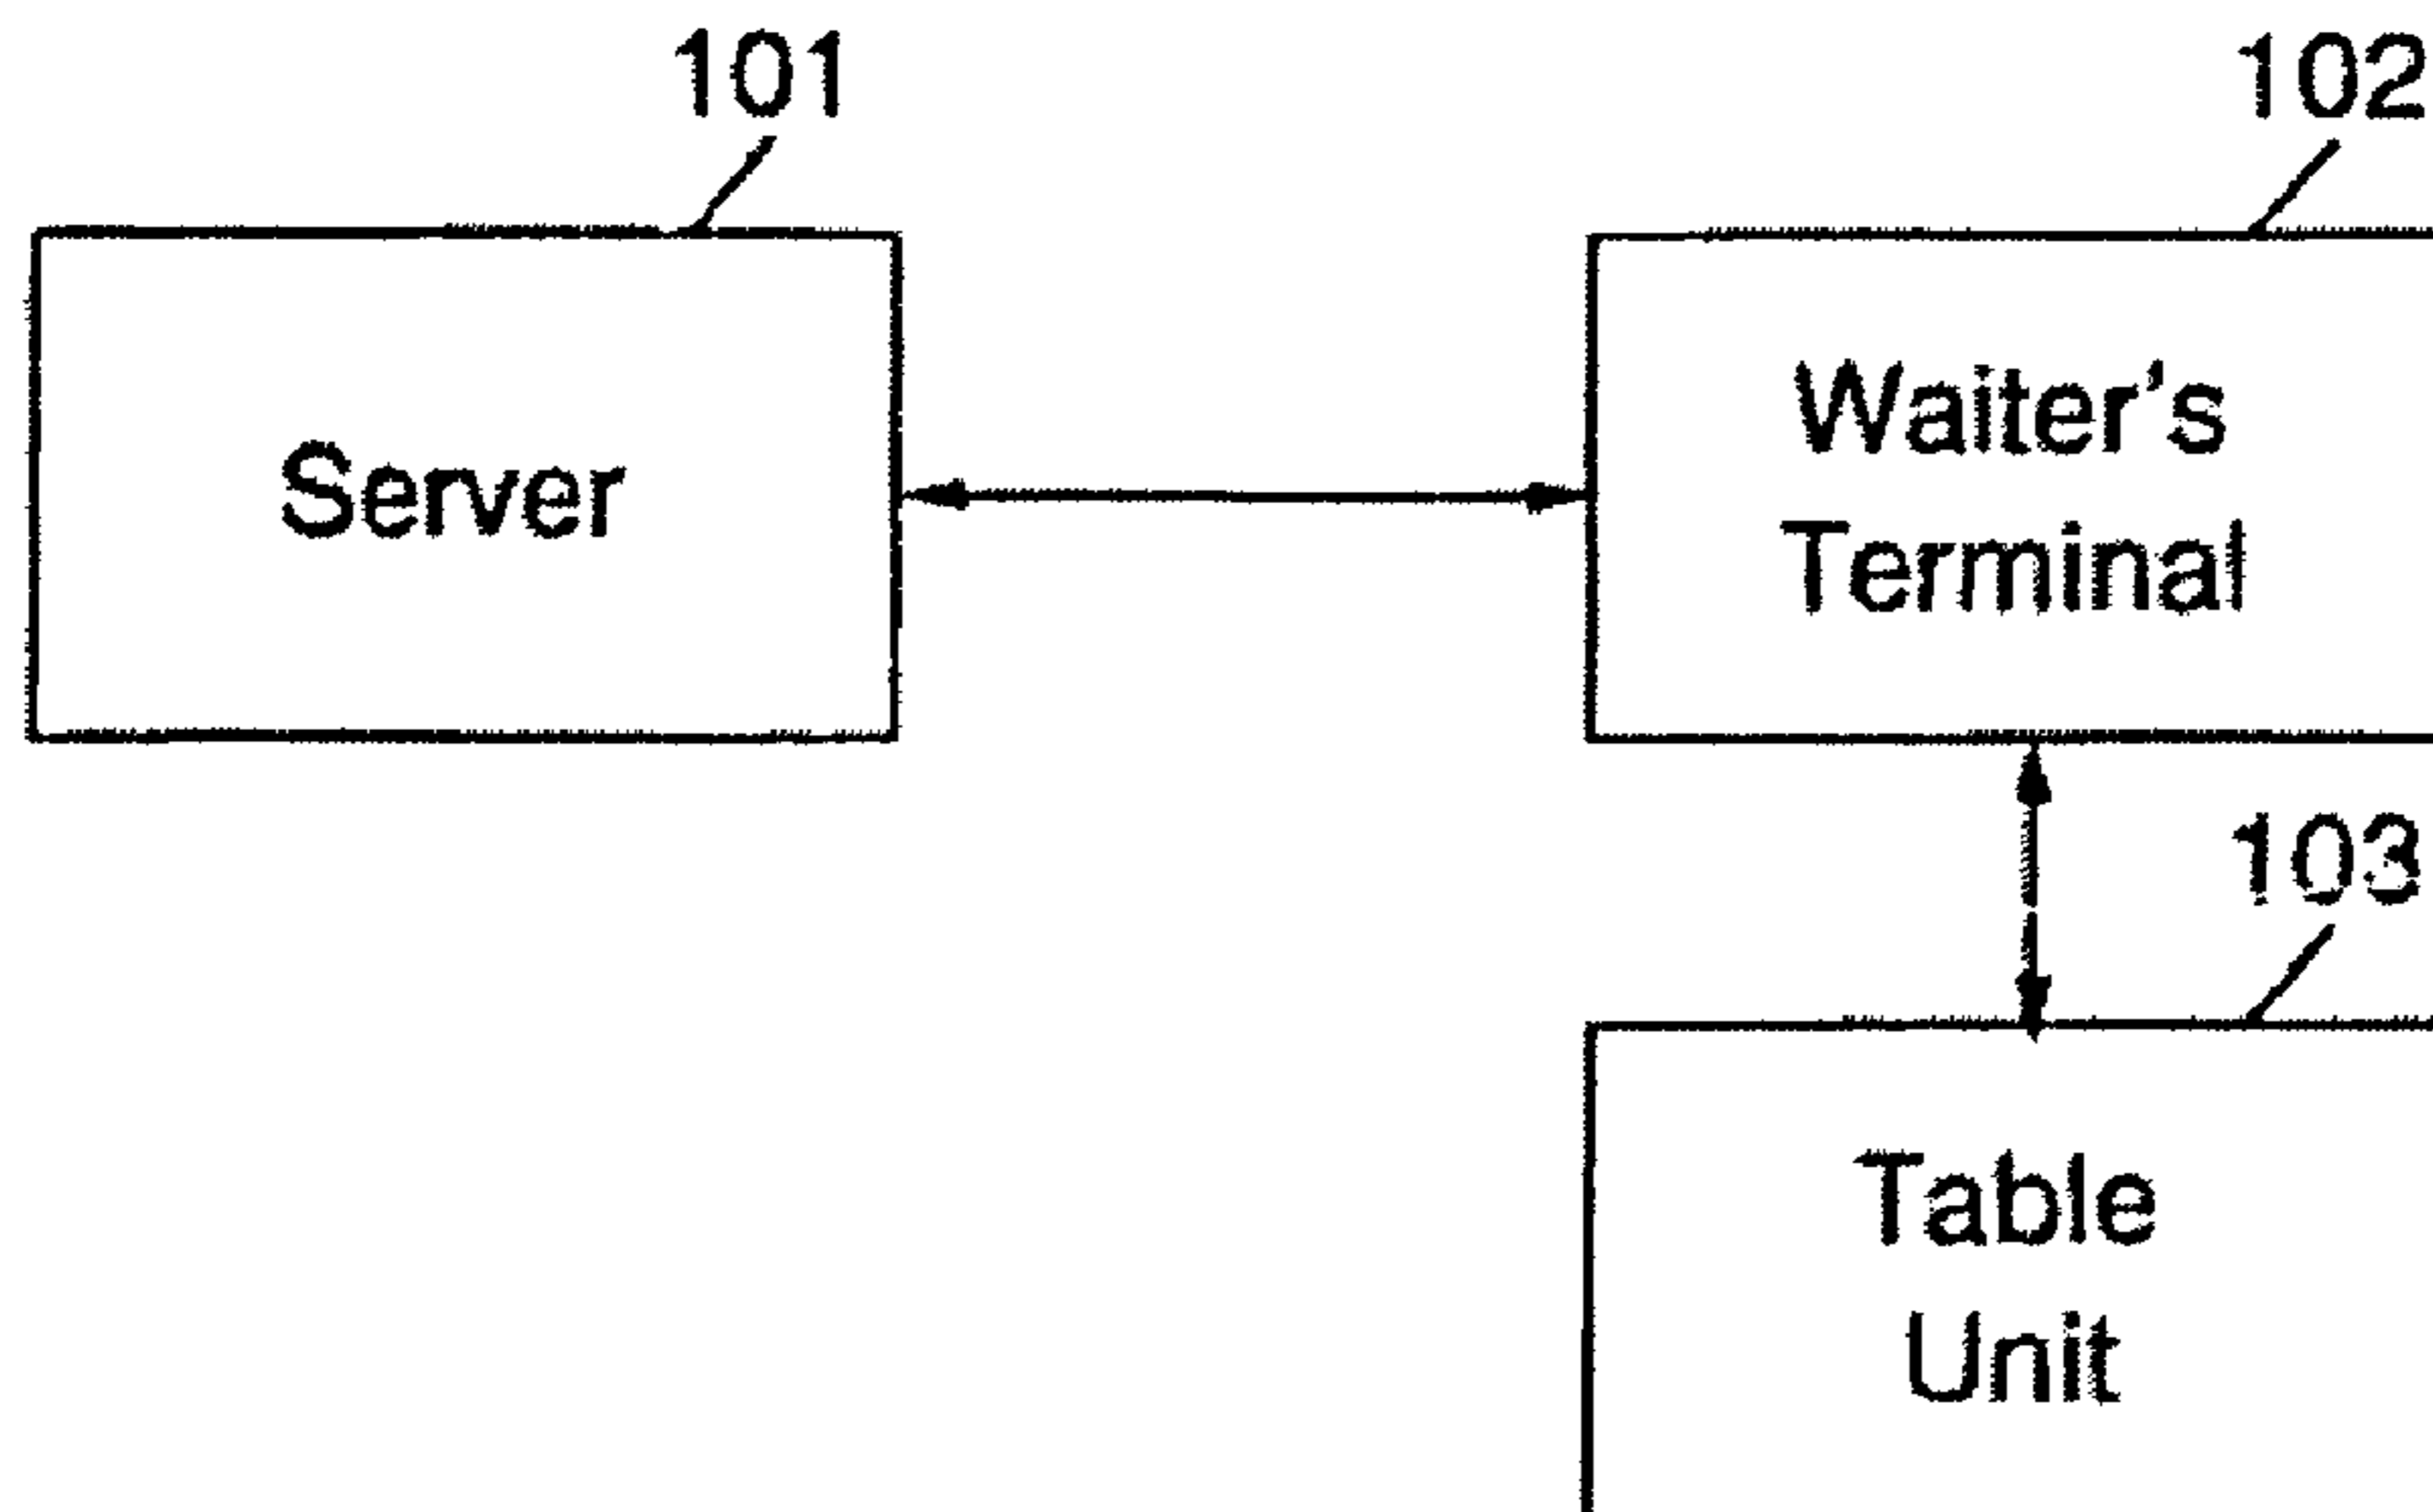 101
102
Server
Waiter's
Terminal
103
Table
Unit